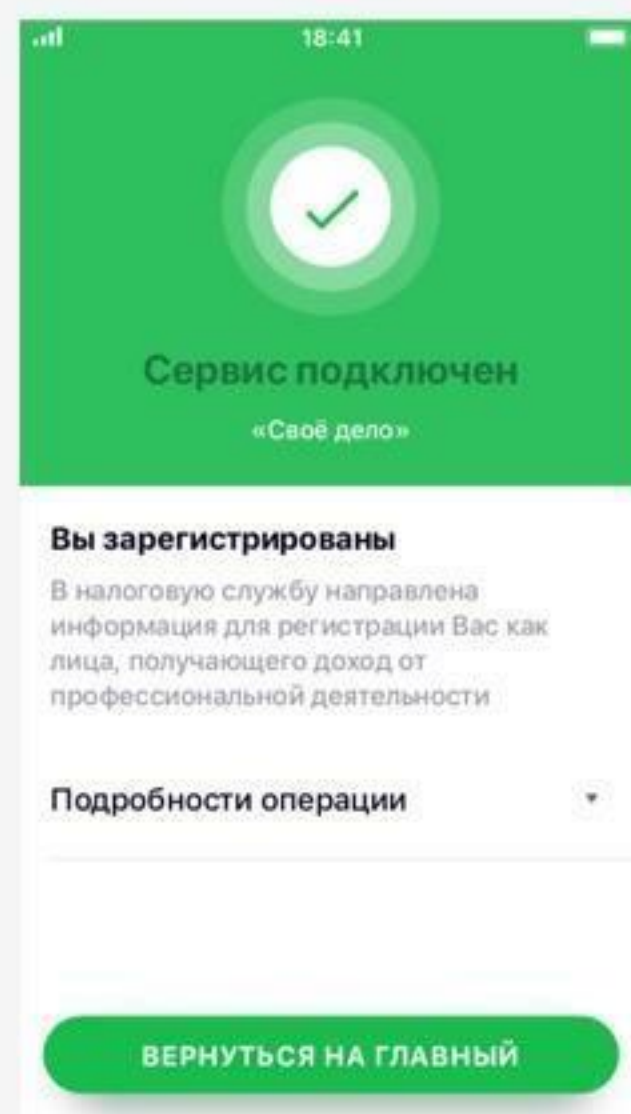 18:41
Сервис подключен
«Своё дело»
Вы зарегистрированы
В налоговую службу направлена
информация для регистрации Вас как
лица, получающего доход от
профессиональной деятельности
Подробности операции
ВЕРНУТЬСЯ НА ГЛАВНЫЙ